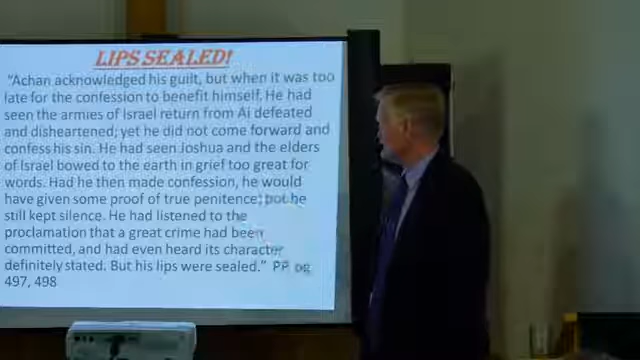 LIPS SEALED!
"Achan acknowledged his guilt, but when it was too
late for the confession to benefit himself. He had
seen the armies of Israel return from Ai defeated
and disheartened; yet he did not come forward and
confess his sin. He had seen Joshua and the elders
of Israel bowed to the earth in grief too great for
words. Had he then made confession, he would
have given some proof of true penitence; but he
still kept silence. He had listened to the
proclamation that a great crime had been
committed, and had even heard its character
definitely stated. But his lips were sealed." PP pg
497, 498